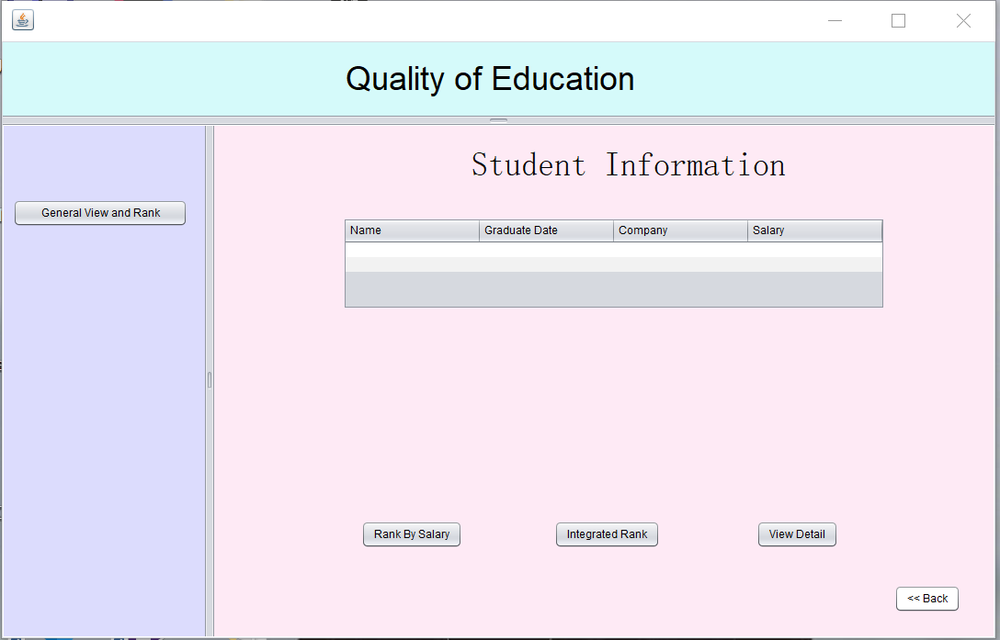 Quality of Education
General View and Rank
Student Information
Name Graduate Date Company Salary
Rank By Salary Integrated Rank View Detail
<< Back